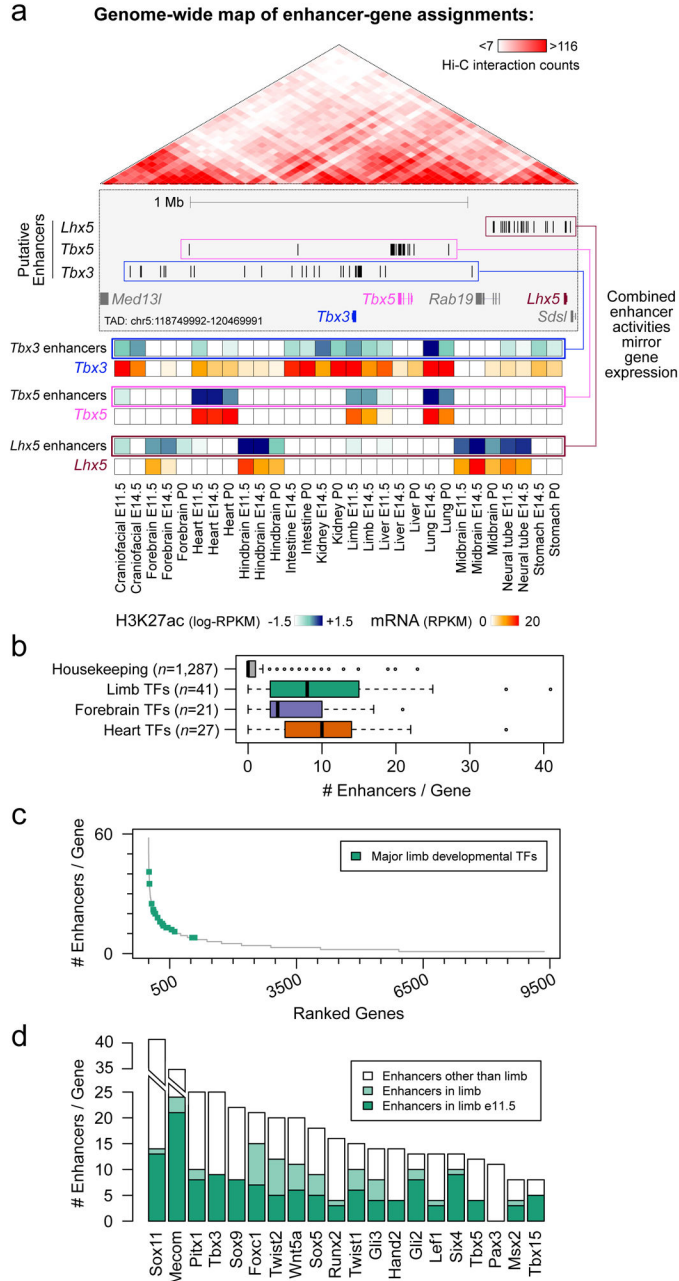 a
Genome-wide map of enhancer-gene assignments:
<7 >116
Hi-C interaction counts
1 Mb
Putative
Enhancers
Lhx5
Tbx5
Tbx3
Med13l
Tbx5
Rab19
Lhx5
TAD: chr5:118749992-120469991
Tbx3
Sdsl
Combined
enhancer
activities
mirror
gene
expression
Tbx3 enhancers
Tbx3
Tbx5 enhancers
Tbx5
Lhx5 enhancers
Lhx5
Craniofacial E11.5
Craniofacial E14.5
Forebrain E11.5
Forebrain E14.5
Forebrain P0
Heart E11.5
Heart E14.5
Heart P0
Hindbrain E11.5
Hindbrain E14.5
Hindbrain P0
Intestine E14.5
Intestine P0
Kidney E14.5
Kidney P0
Limb E11.5
Limb E14.5
Liver E11.5
Liver E14.5
Liver P0
Lung E14.5
Lung P0
Midbrain E11.5
Midbrain E14.5
Midbrain P0
Neural tube E11.5
Neural tube E14.5
Stomach E14.5
Stomach P0
H3K27ac (log-RPKM) -1.5 +1.5 mRNA (RPKM) 0 20
b
Housekeeping (n=1,287)
Limb TFs (n=41)
Forebrain TFs (n=21)
Heart TFs (n=27)
0 10 20 30 40
# Enhancers / Gene
c
# Enhancers / Gene
60
0
Major limb developmental TFs
500 3500 6500 9500
Ranked Genes
d
# Enhancers / Gene
40
35
25
20
15
10
5
0
Enhancers other than limb
Enhancers in limb
Enhancers in limb e11.5
Sox11
Mecom
Pitx1
Tbx3
Sox9
Foxc1
Twist2
Wnt5a
Sox5
Runx2
Twist1
Gli3
Hand2
Gli2
Lef1
Six4
Tbx5
Pax3
Msx2
Tbx15